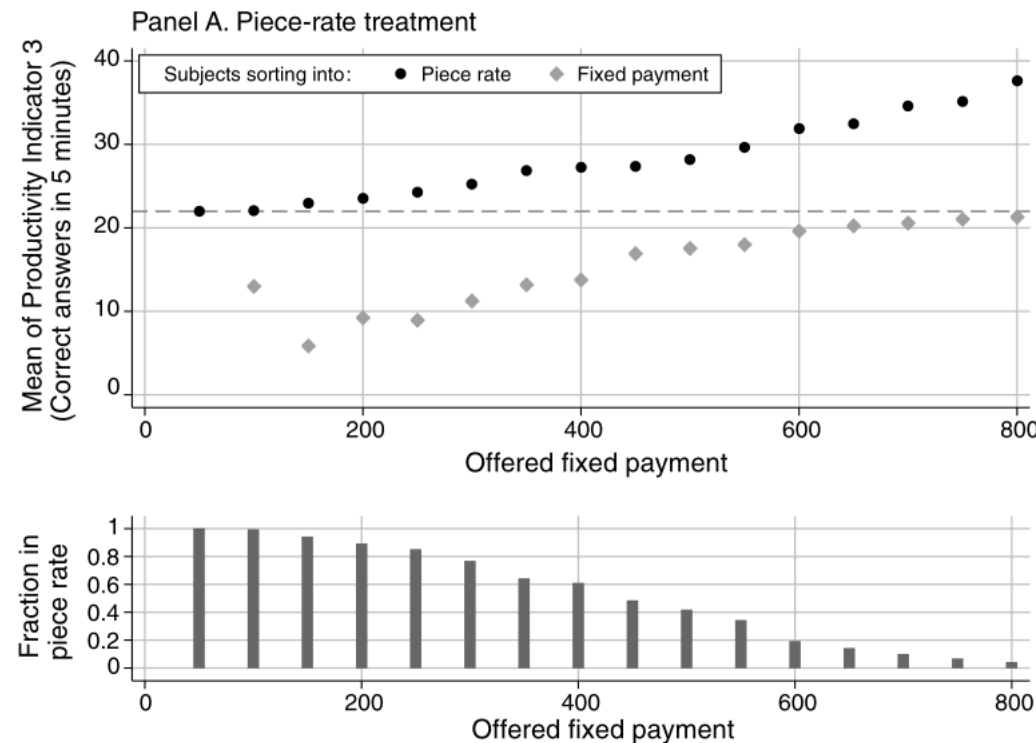 Panel A. Piece-rate treatment
Mean of Productivity Indicator 3
(Correct answers in 5 minutes)
40
30
20
10
0
Subjects sorting into: Piece rate Fixed payment
0 200 400 600 800
Offered fixed payment
Fraction in
piece rate
1
0.8
0.6
0.4
0.2
0
0 200 400 600 800
Offered fixed payment